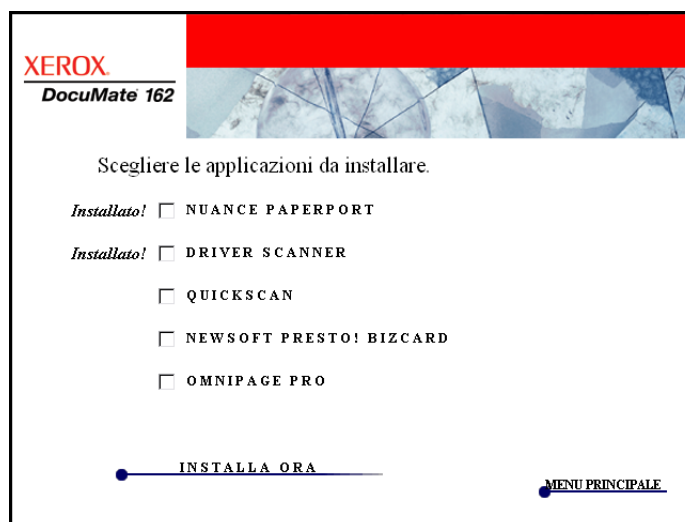 XEROX.
DocuMate 162
Scegliere le applicazioni da installare.
Installato! NUANCE PAPERPORT
Installato! DRIVER SCANNER
QUICKSCAN
NEWSOFT PRESTO! BIZCARD
OMNIPAGE PRO
INSTALLA ORA
MENU PRINCIPALE